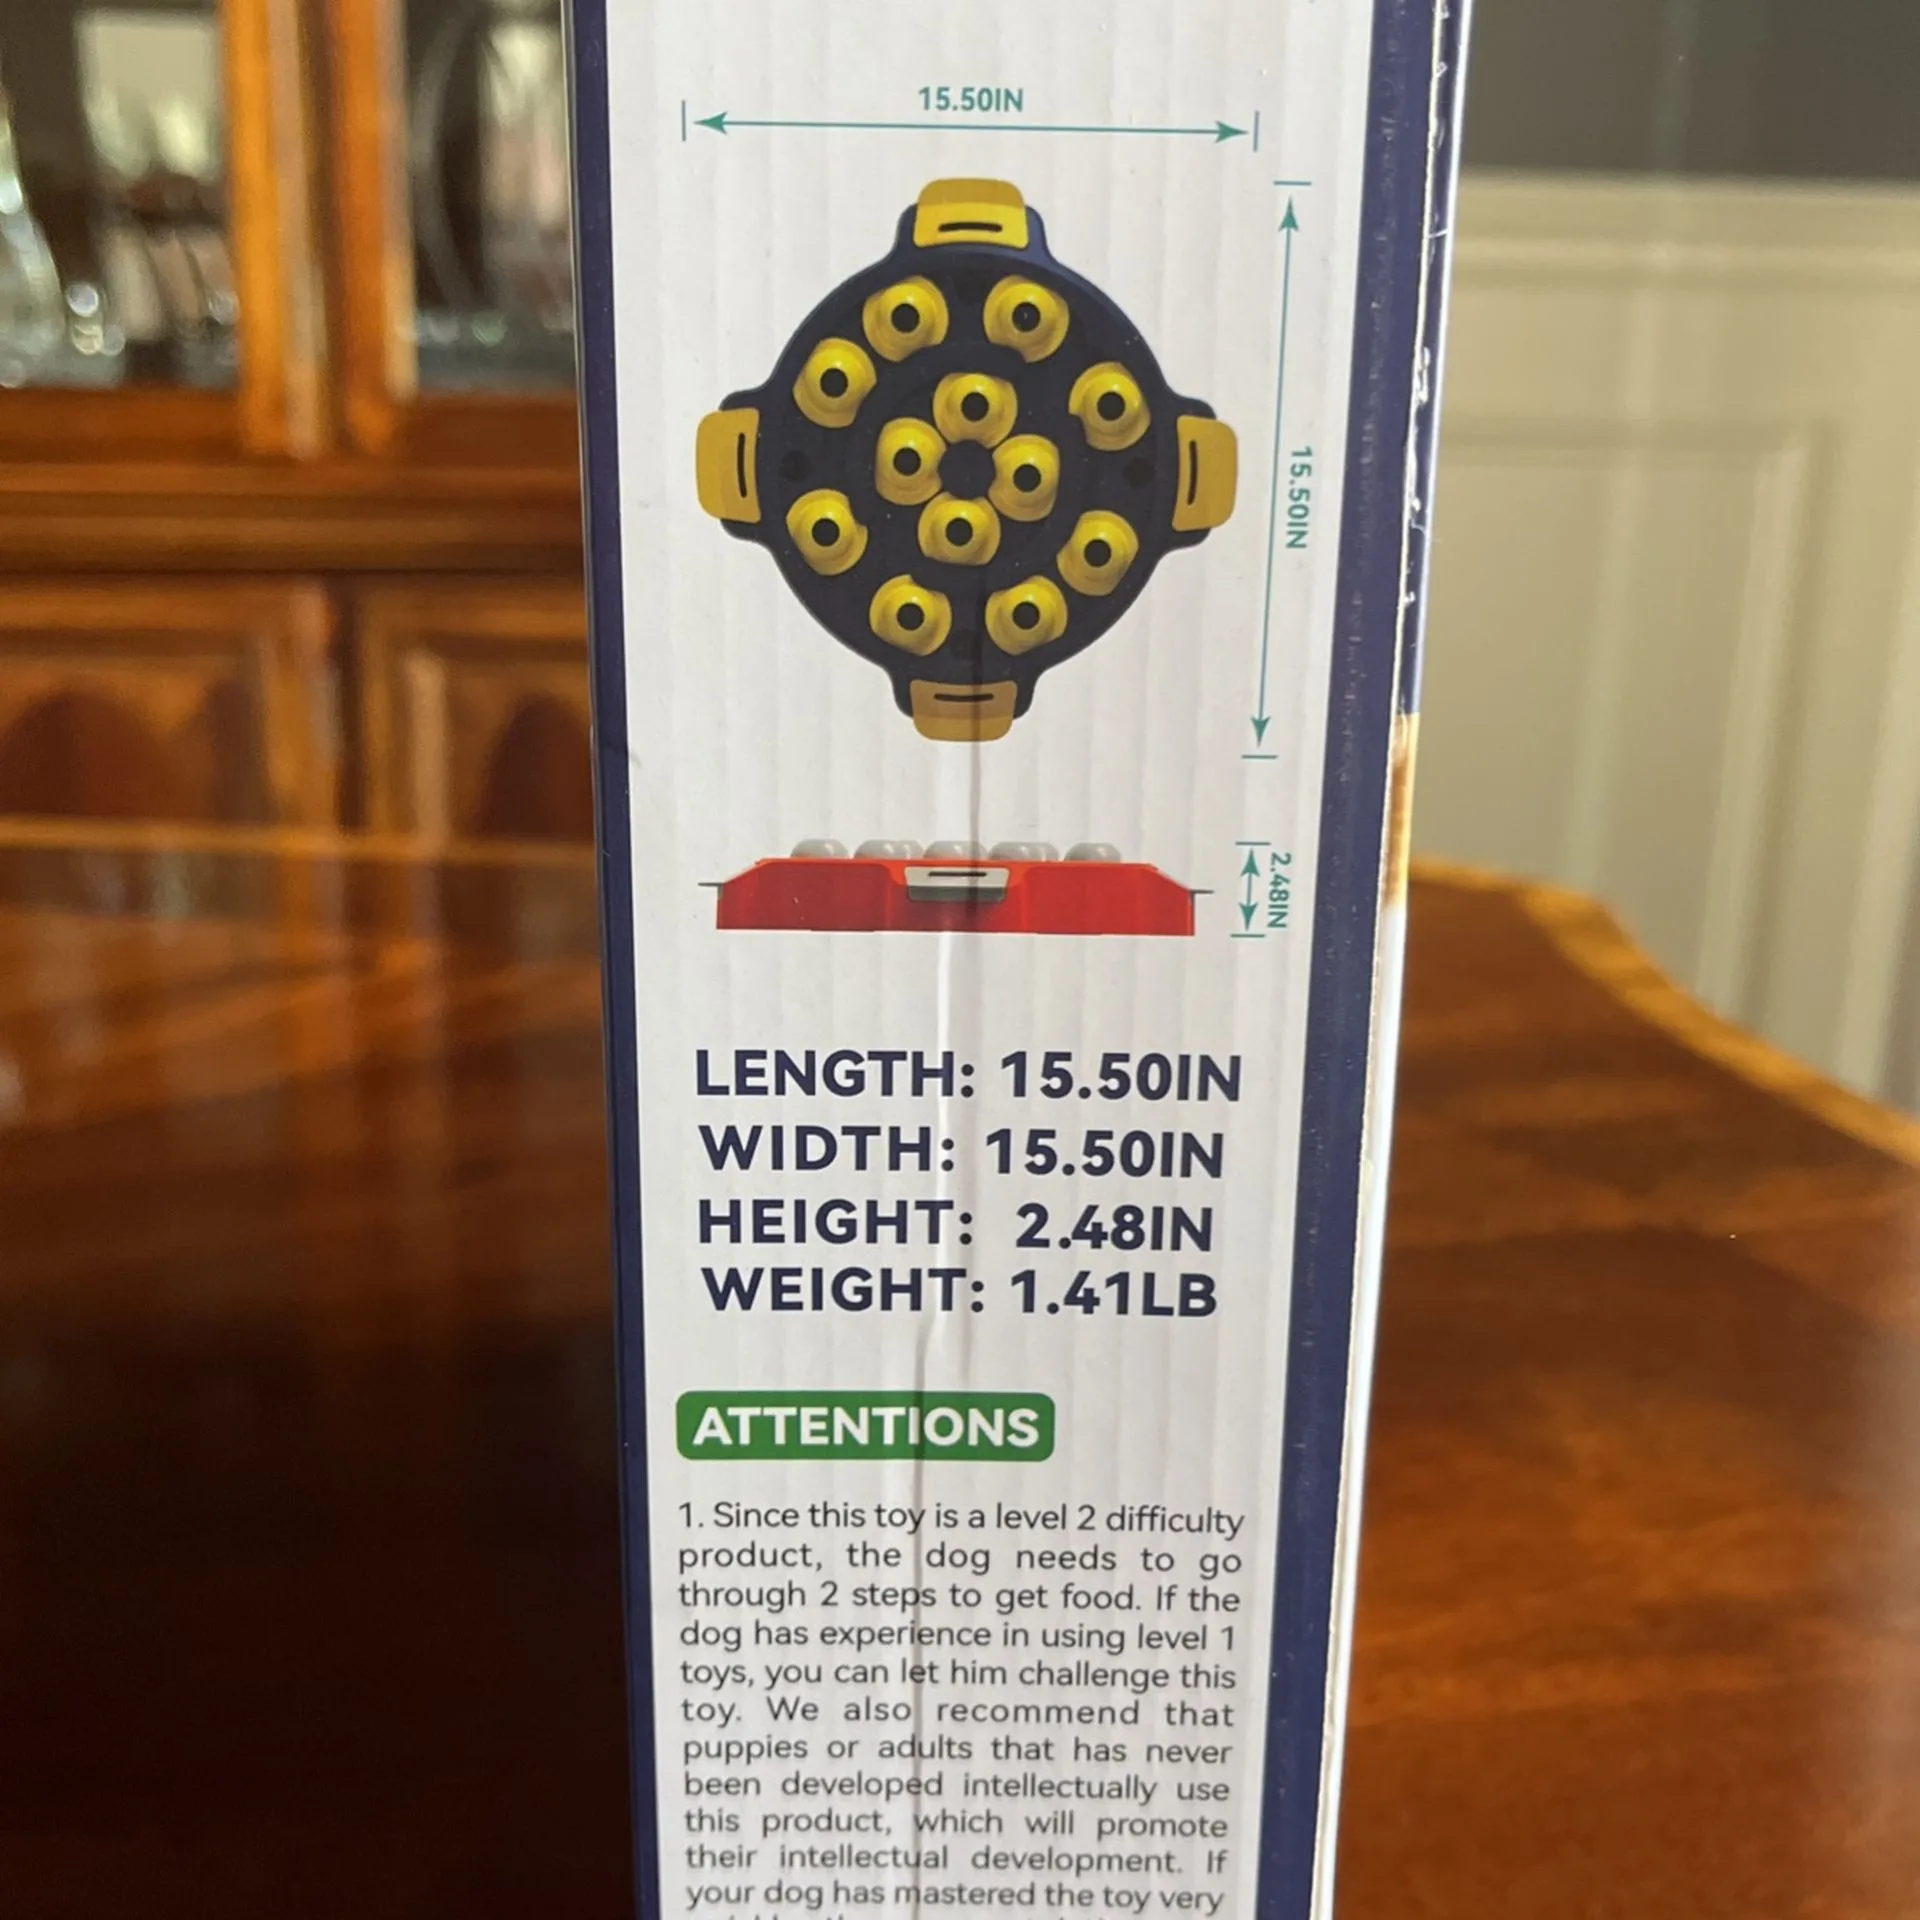 15.50IN
15.50IN
2.48IN
LENGTH: 15.50IN
WIDTH: 15.50IN
HEIGHT: 2.48IN
WEIGHT: 1.41LB
ATTENTIONS
1. Since this toy is a level 2 difficulty
product, the dog needs to go
through 2 steps to get food. If the
dog has experience in using level 1
toys, you can let him challenge this
toy. We also recommend that
puppies or adults that has never
been developed intellectually use
this product, which will promote
their intellectual development. If
your dog has mastered the toy very